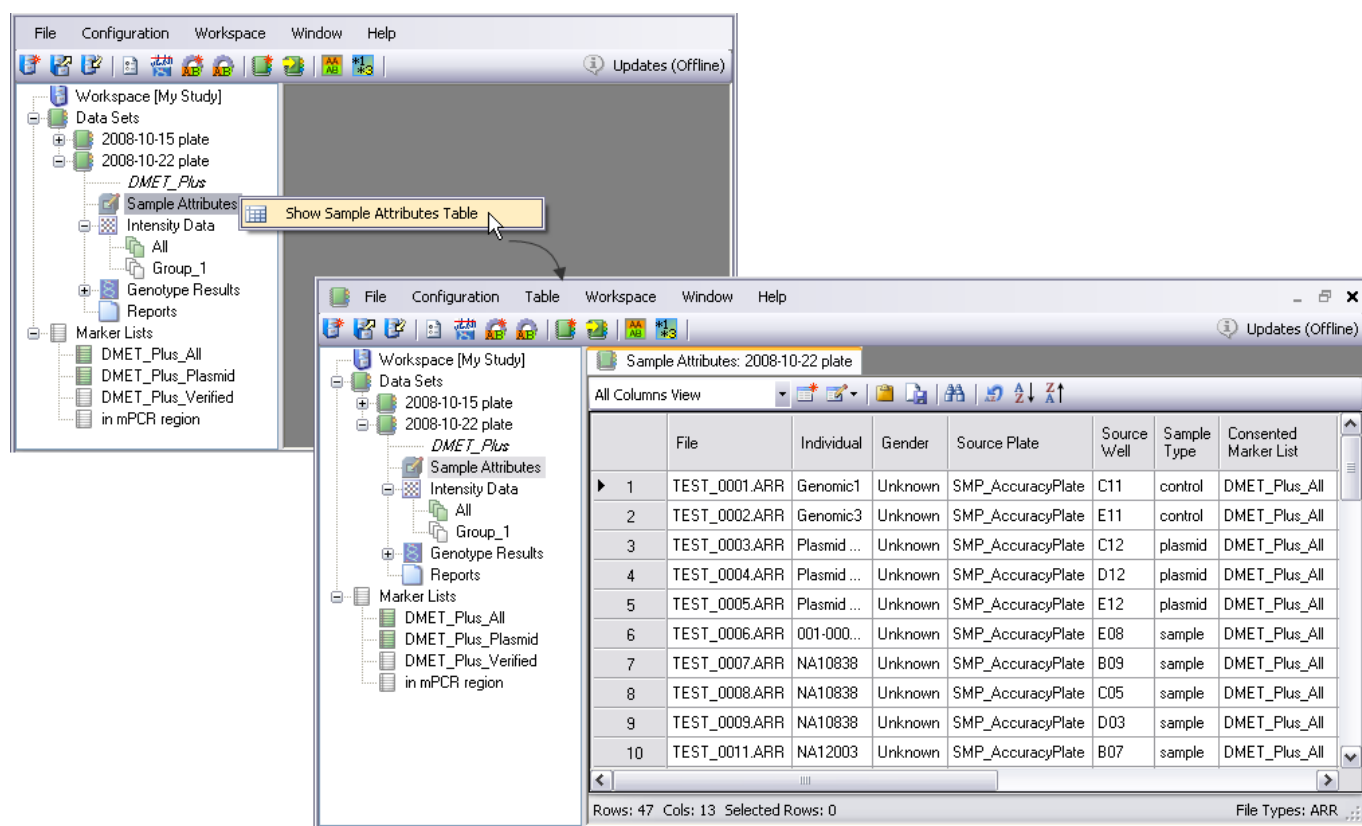 File Configuration Workspace Window Help
Updates (Offline)
Workspace [My Study]
Data Sets
2008-10-15 plate
2008-10-22 plate
DMET_Plus
Sample Attributes
Show Sample Attributes Table
Intensity Data
All
Group_1
Genotype Results
Reports
Marker Lists
DMET_Plus_All
DMET_Plus_Plasmid
DMET_Plus_Verified
in mPCR region
File Configuration Table Workspace Window Help
Updates (Offline)
Workspace [My Study]
Data Sets
2008-10-15 plate
2008-10-22 plate
DMET_Plus
Sample Attributes
Intensity Data
All
Group_1
Genotype Results
Reports
Marker Lists
DMET_Plus_All
DMET_Plus_Plasmid
DMET_Plus_Verified
in mPCR region
Sample Attributes: 2008-10-22 plate
All Columns View
File Individual Gender Source Plate Source Well Sample Type Consented Marker List
1 TEST_0001.ARR Genomic1 Unknown SMP_AccuracyPlate C11 control DMET_Plus_All
2 TEST_0002.ARR Genomic3 Unknown SMP_AccuracyPlate E11 control DMET_Plus_All
3 TEST_0003.ARR Plasmid ... Unknown SMP_AccuracyPlate C12 plasmid DMET_Plus_All
4 TEST_0004.ARR Plasmid ... Unknown SMP_AccuracyPlate D12 plasmid DMET_Plus_All
5 TEST_0005.ARR Plasmid ... Unknown SMP_AccuracyPlate E12 plasmid DMET_Plus_All
6 TEST_0006.ARR 001-000... Unknown SMP_AccuracyPlate E08 sample DMET_Plus_All
7 TEST_0007.ARR NA10838 Unknown SMP_AccuracyPlate B09 sample DMET_Plus_All
8 TEST_0008.ARR NA10838 Unknown SMP_AccuracyPlate C05 sample DMET_Plus_All
9 TEST_0009.ARR NA10838 Unknown SMP_AccuracyPlate D03 sample DMET_Plus_All
10 TEST_0011.ARR NA12003 Unknown SMP_AccuracyPlate B07 sample DMET_Plus_All
Rows: 47 Cols: 13 Selected Rows: 0 File Types: ARR